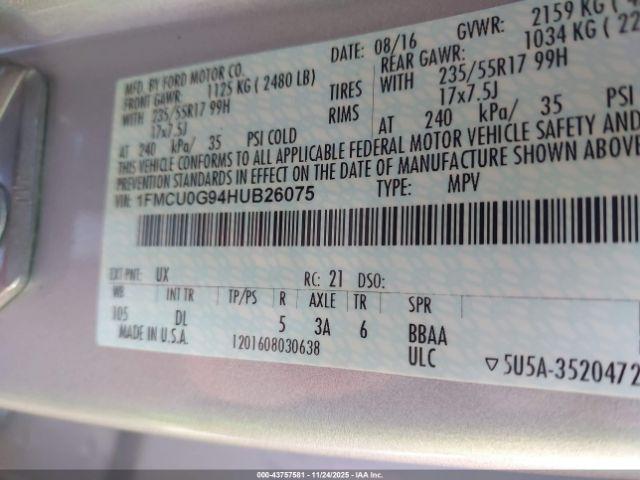 DATE: 08/16 GVWR: 2159 KG
MFD. BY FORD MOTOR CO.
FRONT GAWR: REAR GAWR: 1034 KG
1125 KG ( 2480 LB) WITH 235/55R17 99H
WITH TIRES 17x7.5J
235/55R17 99H RIMS
17x7.5J AT 240 kPa/ 35 PSI
AT 240 kPa/ 35 PSI COLD
THIS VEHICLE CONFORMS TO ALL APPLICABLE FEDERAL MOTOR VEHICLE SAFETY AND
PREVENTION STANDARDS IN EFFECT ON THE DATE OF MANUFACTURE SHOWN ABOVE
VIN: 1FMCU0G94HUB26075 TYPE: MPV
EXT PNT: UX RC: 21 DSO:
WB INT TR TP/PS R AXLE TR SPR
105 DL 5 3A 6 BBAA
MADE IN U.S.A. 1201608030638 ULC ▽5U5A-3520472
000-43757581 - 11/24/2025 - IAAI Inc.